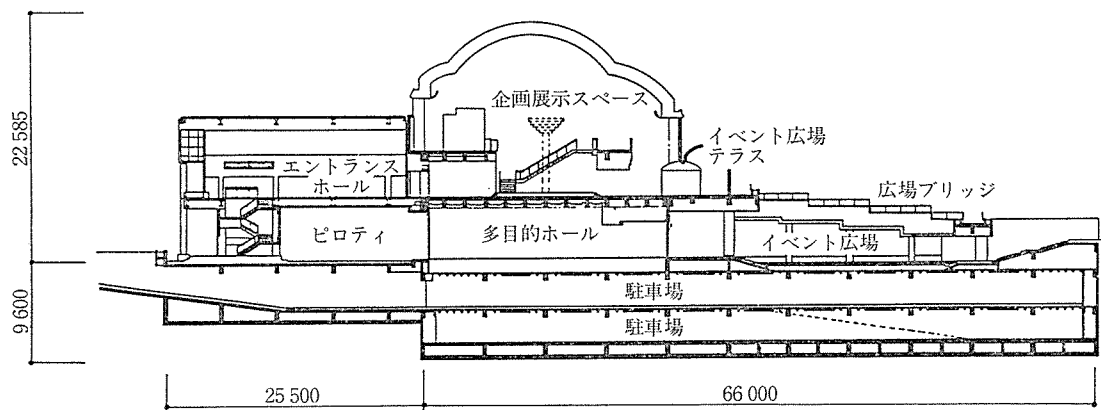 企画展示スペース
イベント広場
テラス
エントランス
ホール
広場ブリッジ
ピロティ
多目的ホール
イベント広場
駐車場
駐車場
22 585
9 600
25 500
66 000